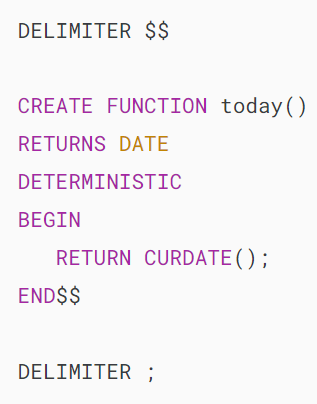 DELIMITER $$
CREATE FUNCTION today()
RETURNS DATE
DETERMINISTIC
BEGIN
   RETURN CURDATE();
END$$
DELIMITER ;